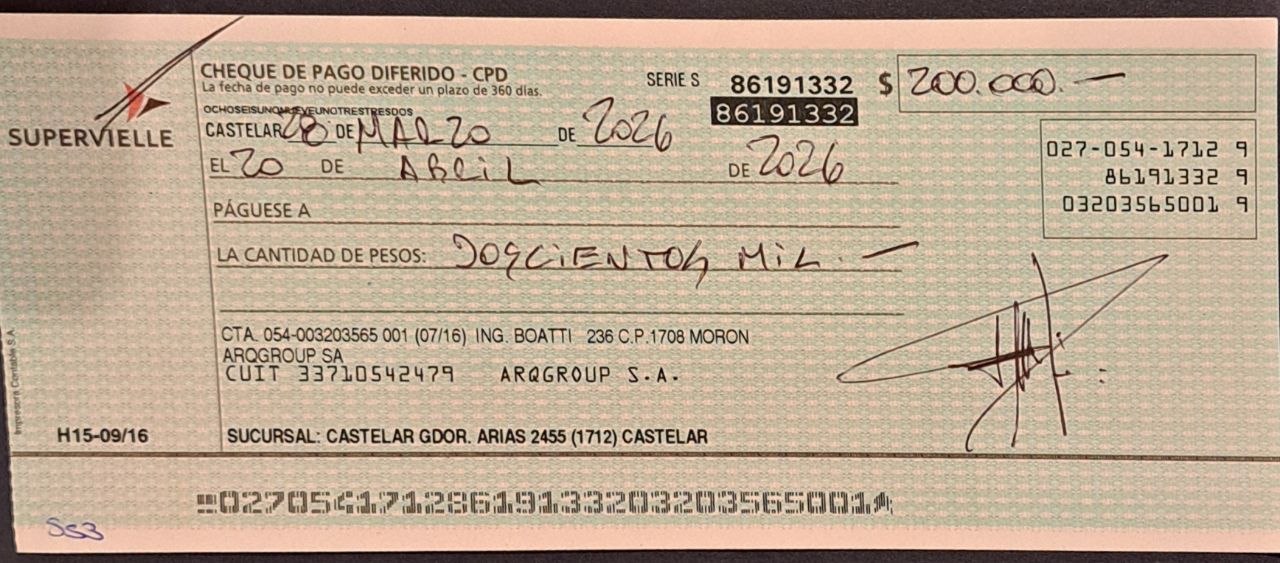 CHEQUE DE PAGO DIFERIDO - CPD
La fecha de pago no puede exceder un plazo de 360 días.
SERIE S 86191332 $ 200.000.—
86191332
OCHOSEISUNONUEVEUNOTRESTRESDOS
SUPERVIELLE
CASTELAR 28 DE MARZO DE 2026
EL 20 DE ABRIL DE 2026
027-054-1712 9
86191332 9
03203565001 9
PÁGUESE A
LA CANTIDAD DE PESOS: DOSCIENTOS MIL.—
CTA. 054-003203565 001 (07/16) ING. BOATTI 236 C.P.1708 MORON
ARQGROUP SA
CUIT 33710542479 ARQGROUP S.A.
Impresora Contable S.A
H15-09/16
SUCURSAL: CASTELAR GDOR. ARIAS 2455 (1712) CASTELAR
02705417128619133203203565001
SS3